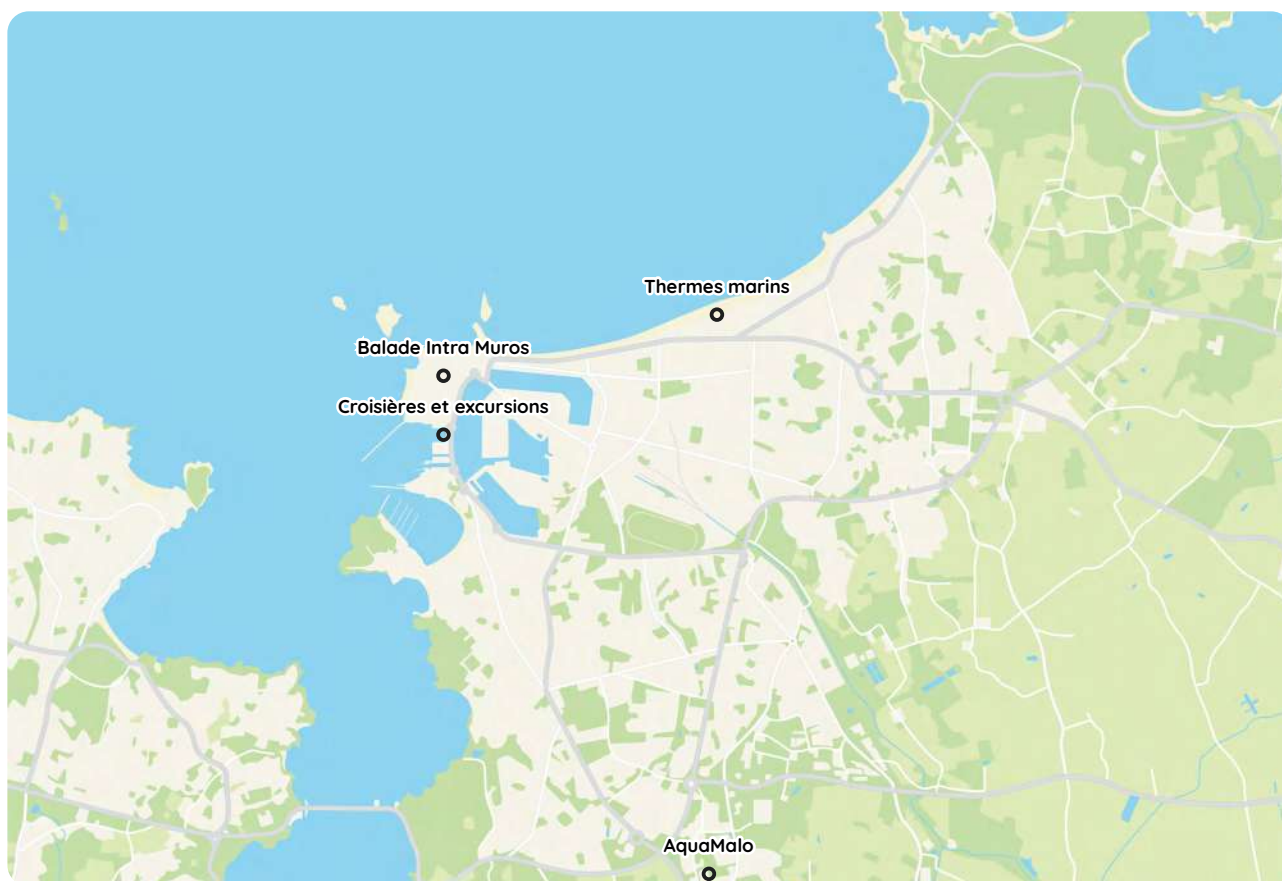 Thermes marins
Balade Intra Muros
Croisières et excursions
AquaMalo